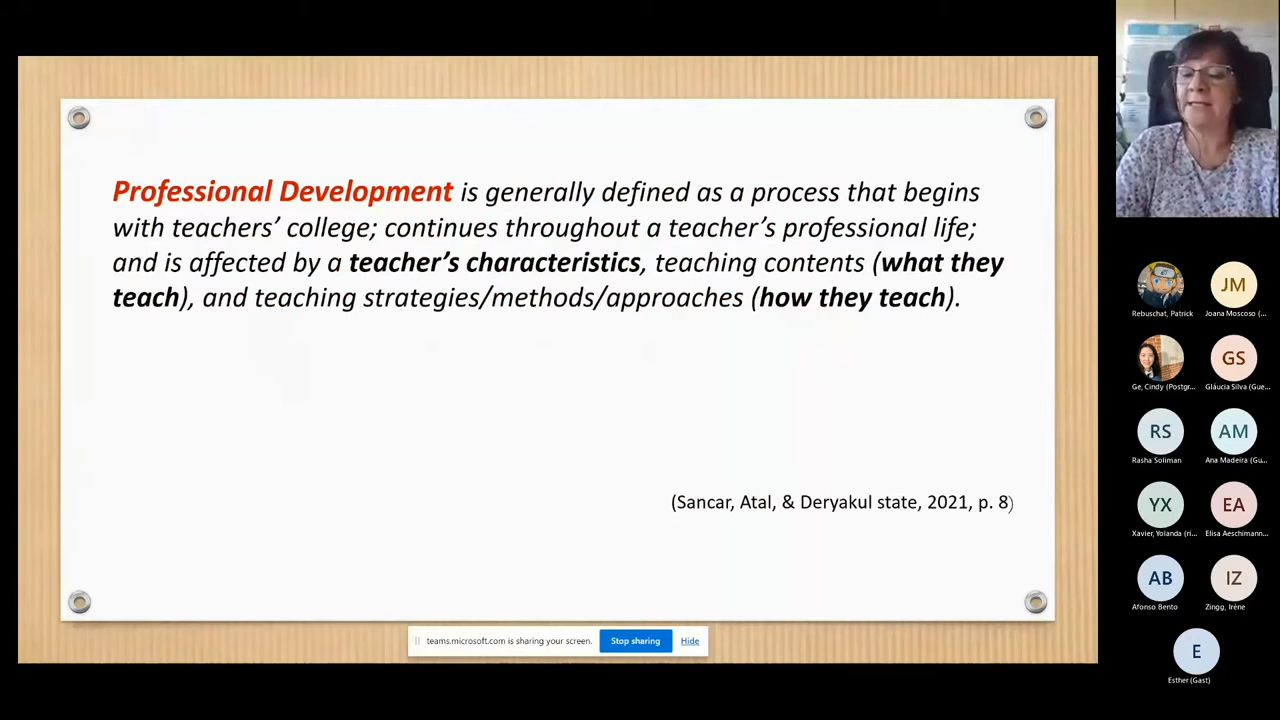 Professional Development is generally defined as a process that begins
with teachers’ college; continues throughout a teacher’s professional life;
and is affected by a teacher’s characteristics, teaching contents (what they
teach), and teaching strategies/methods/approaches (how they teach).
(Sancar, Atal, & Deryakul state, 2021, p. 8)
teams.microsoft.com is sharing your screen.
Stop sharing
Hide
Rebuschat, Patrick
JM
Joana Moscoso (...
Ge, Cindy (Postgr...
GS
Gláucia Silva (Gue...
RS
Rasha Soliman
AM
Ana Madeira (Gu...
YX
Xavier, Yolanda (ri...
EA
Elisa Aeschimann...
AB
Afonso Bento
IZ
Zingg, Irène
E
Esther (Gast)